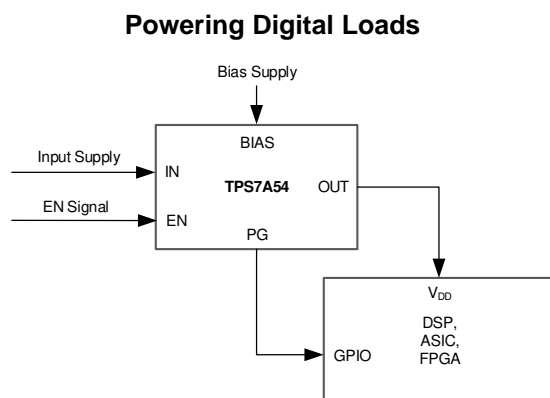 Powering Digital Loads
Bias Supply
BIAS
Input Supply
IN
TPS7A54
OUT
EN Signal
EN
PG
VDD
DSP,
ASIC,
FPGA
GPIO